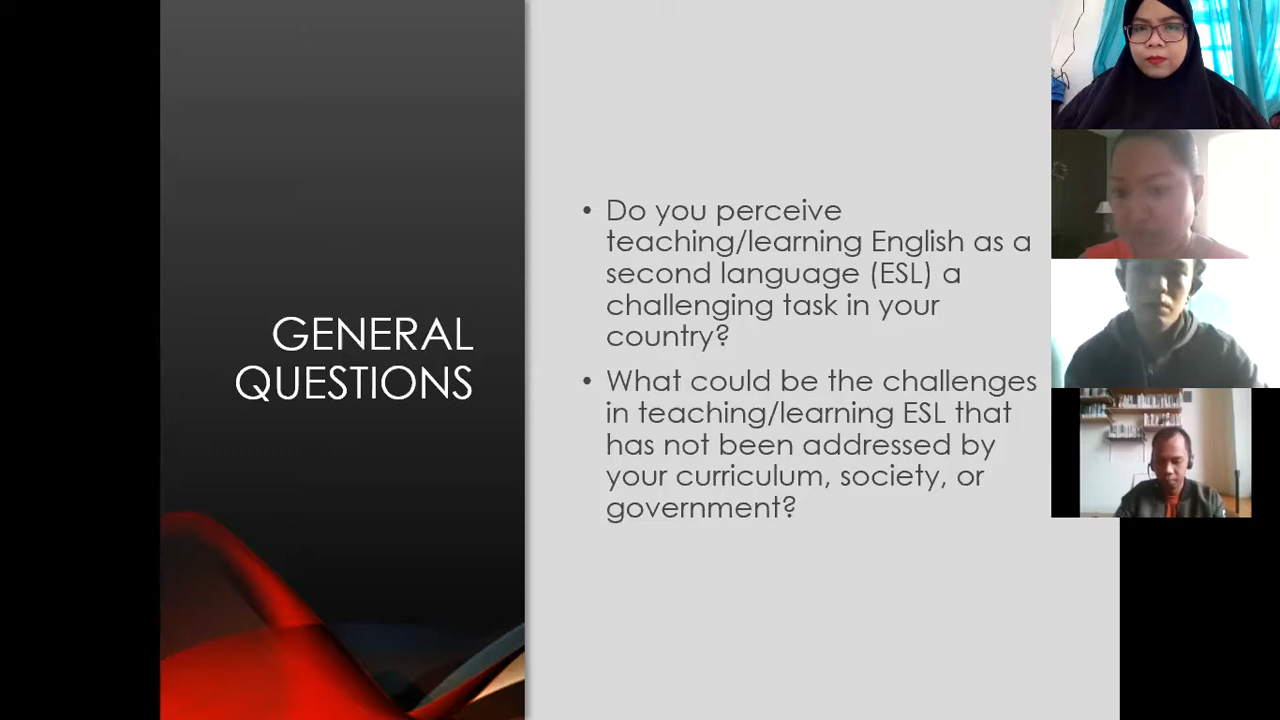 GENERAL
QUESTIONS
• Do you perceive
teaching/learning English as a
second language (ESL) a
challenging task in your
country?
• What could be the challenges
in teaching/learning ESL that
has not been addressed by
your curriculum, society, or
government?